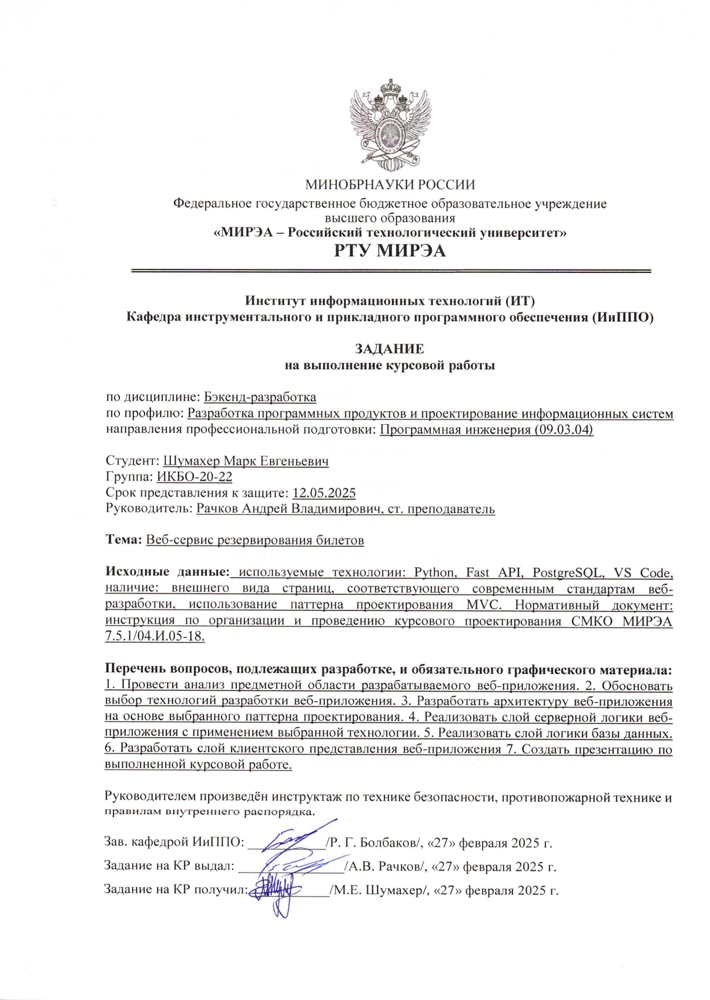 МИНОБРНАУКИ РОССИИ
Федеральное государственное бюджетное образовательное учреждение
высшего образования
«МИРЭА – Российский технологический университет»
РТУ МИРЭА
Институт информационных технологий (ИТ)
Кафедра инструментального и прикладного программного обеспечения (ИиППО)
ЗАДАНИЕ
на выполнение курсовой работы
по дисциплине: Бэкенд-разработка
по профилю: Разработка программных продуктов и проектирование информационных систем
направления профессиональной подготовки: Программная инженерия (09.03.04)
Студент: Шумахер Марк Евгеньевич
Группа: ИКБО-20-22
Срок представления к защите: 12.05.2025
Руководитель: Рачков Андрей Владимирович, ст. преподаватель
Тема: Веб-сервис резервирования билетов
Исходные данные: используемые технологии: Python, Fast API, PostgreSQL, VS Code,
наличие: внешнего вида страниц, соответствующего современным стандартам веб-
разработки, использование паттерна проектирования MVC. Нормативный документ:
инструкция по организации и проведению курсового проектирования СМКО МИРЭА
7.5.1/04.И.05-18.
Перечень вопросов, подлежащих разработке, и обязательного графического материала:
1. Провести анализ предметной области разрабатываемого веб-приложения. 2. Обосновать
выбор технологий разработки веб-приложения. 3. Разработать архитектуру веб-приложения
на основе выбранного паттерна проектирования. 4. Реализовать слой серверной логики веб-
приложения с применением выбранной технологии. 5. Реализовать слой логики базы данных.
6. Разработать слой клиентского представления веб-приложения 7. Создать презентацию по
выполненной курсовой работе.
Руководителем произведён инструктаж по технике безопасности, противопожарной технике и
правилам внутреннего распорядка.
Зав. кафедрой ИиППО: ___________/Р. Г. Болбаков/, «27» февраля 2025 г.
Задание на КР выдал: _______________/А.В. Рачков/, «27» февраля 2025 г.
Задание на КР получил:___________/М.Е. Шумахер/, «27» февраля 2025 г.